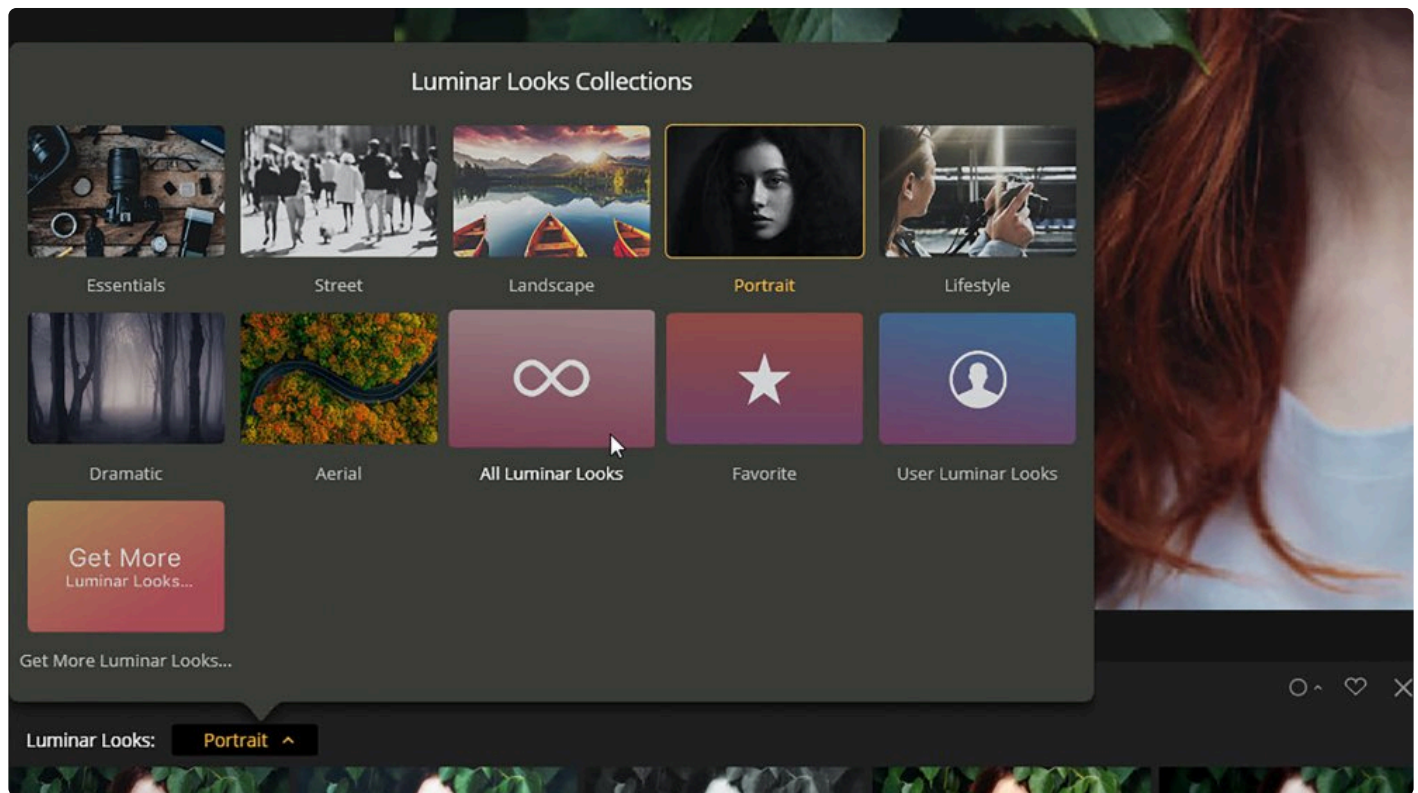 Luminar Looks Collections
Essentials
Street
Landscape
Portrait
Lifestyle
Dramatic
Aerial
All Luminar Looks
Favorite
User Luminar Looks
Get More
Luminar Looks...
Get More Luminar Looks...
Luminar Looks:
Portrait